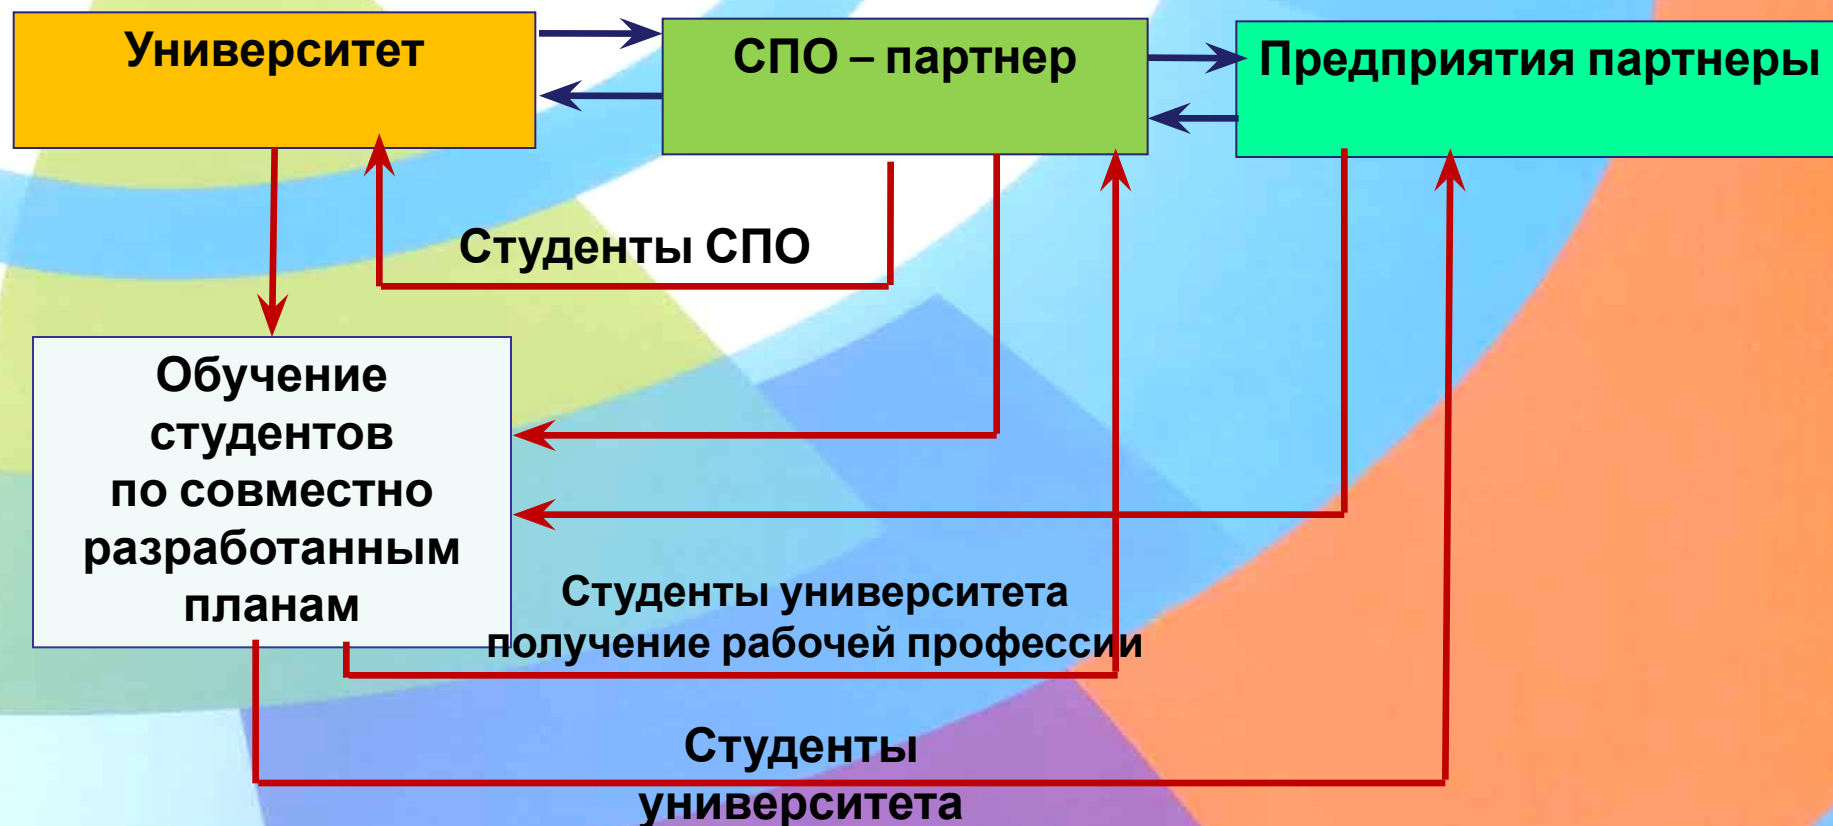 Университет
СПО – партнер
Предприятия партнеры
Студенты СПО
Обучение
студентов
по совместно
разработанным
планам
Студенты университета
получение рабочей профессии
Студенты
университета